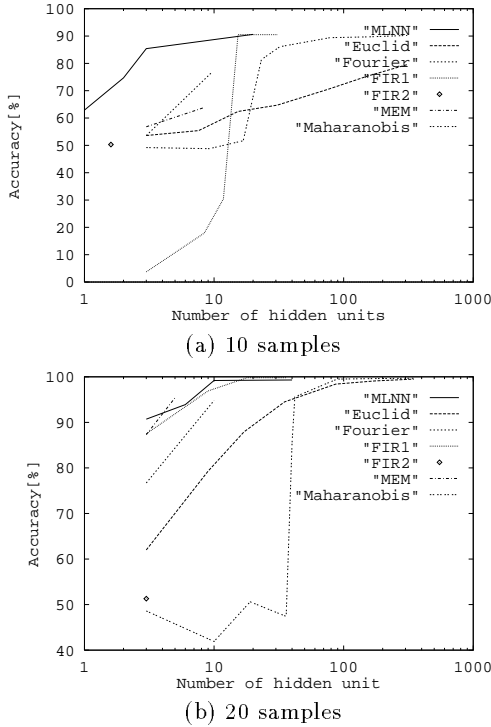 100
90
80
70
60
50
40
30
20
10
0
Accuracy[%]
"MLNN"
"Euclid"
"Fourier"
"FIR1"
"FIR2"
"MEM"
"Maharanobis"
1 10 100 1000
Number of hidden units
(a) 10 samples
100
90
80
70
60
50
40
Accuracy[%]
"MLNN"
"Euclid"
"Fourier"
"FIR1"
"FIR2"
"MEM"
"Maharanobis"
1 10 100 1000
Number of hidden unit
(b) 20 samples